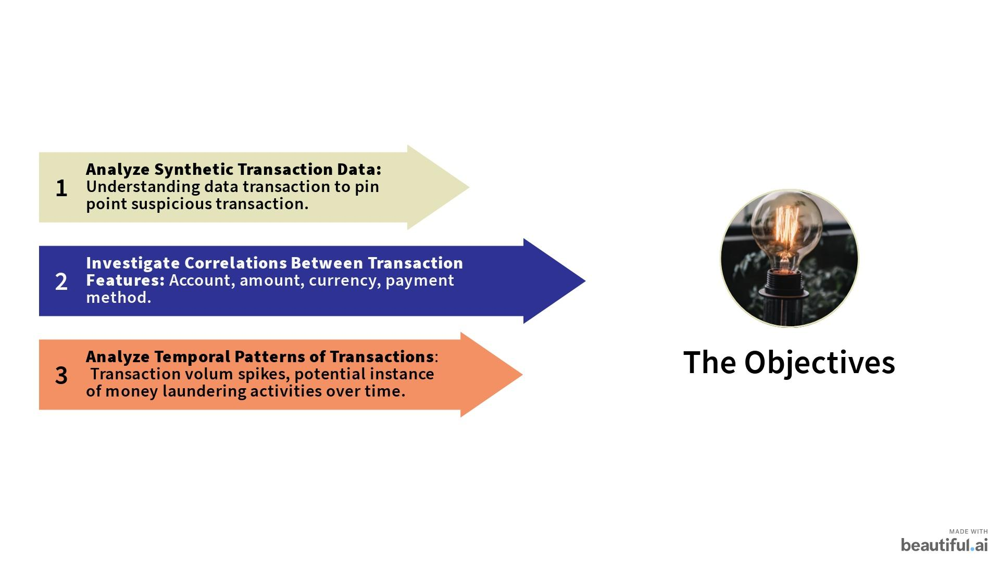 1
Analyze Synthetic Transaction Data:
Understanding data transaction to pin
point suspicious transaction.
2
Investigate Correlations Between Transaction
Features: Account, amount, currency, payment
method.
3
Analyze Temporal Patterns of Transactions:
Transaction volum spikes, potential instance
of money laundering activities over time.
The Objectives
MADE WITH
beautiful.ai